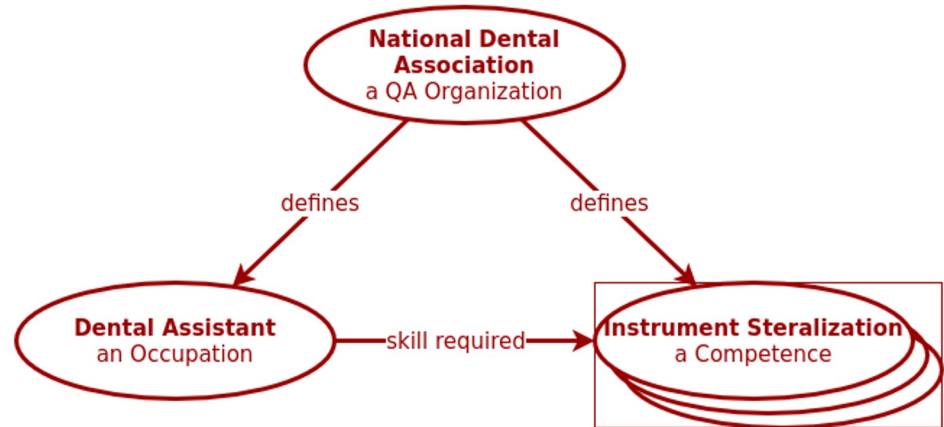 National Dental
Association
a QA Organization
defines
defines
Dental Assistant
an Occupation
skill required
Instrument Steralization
a Competence